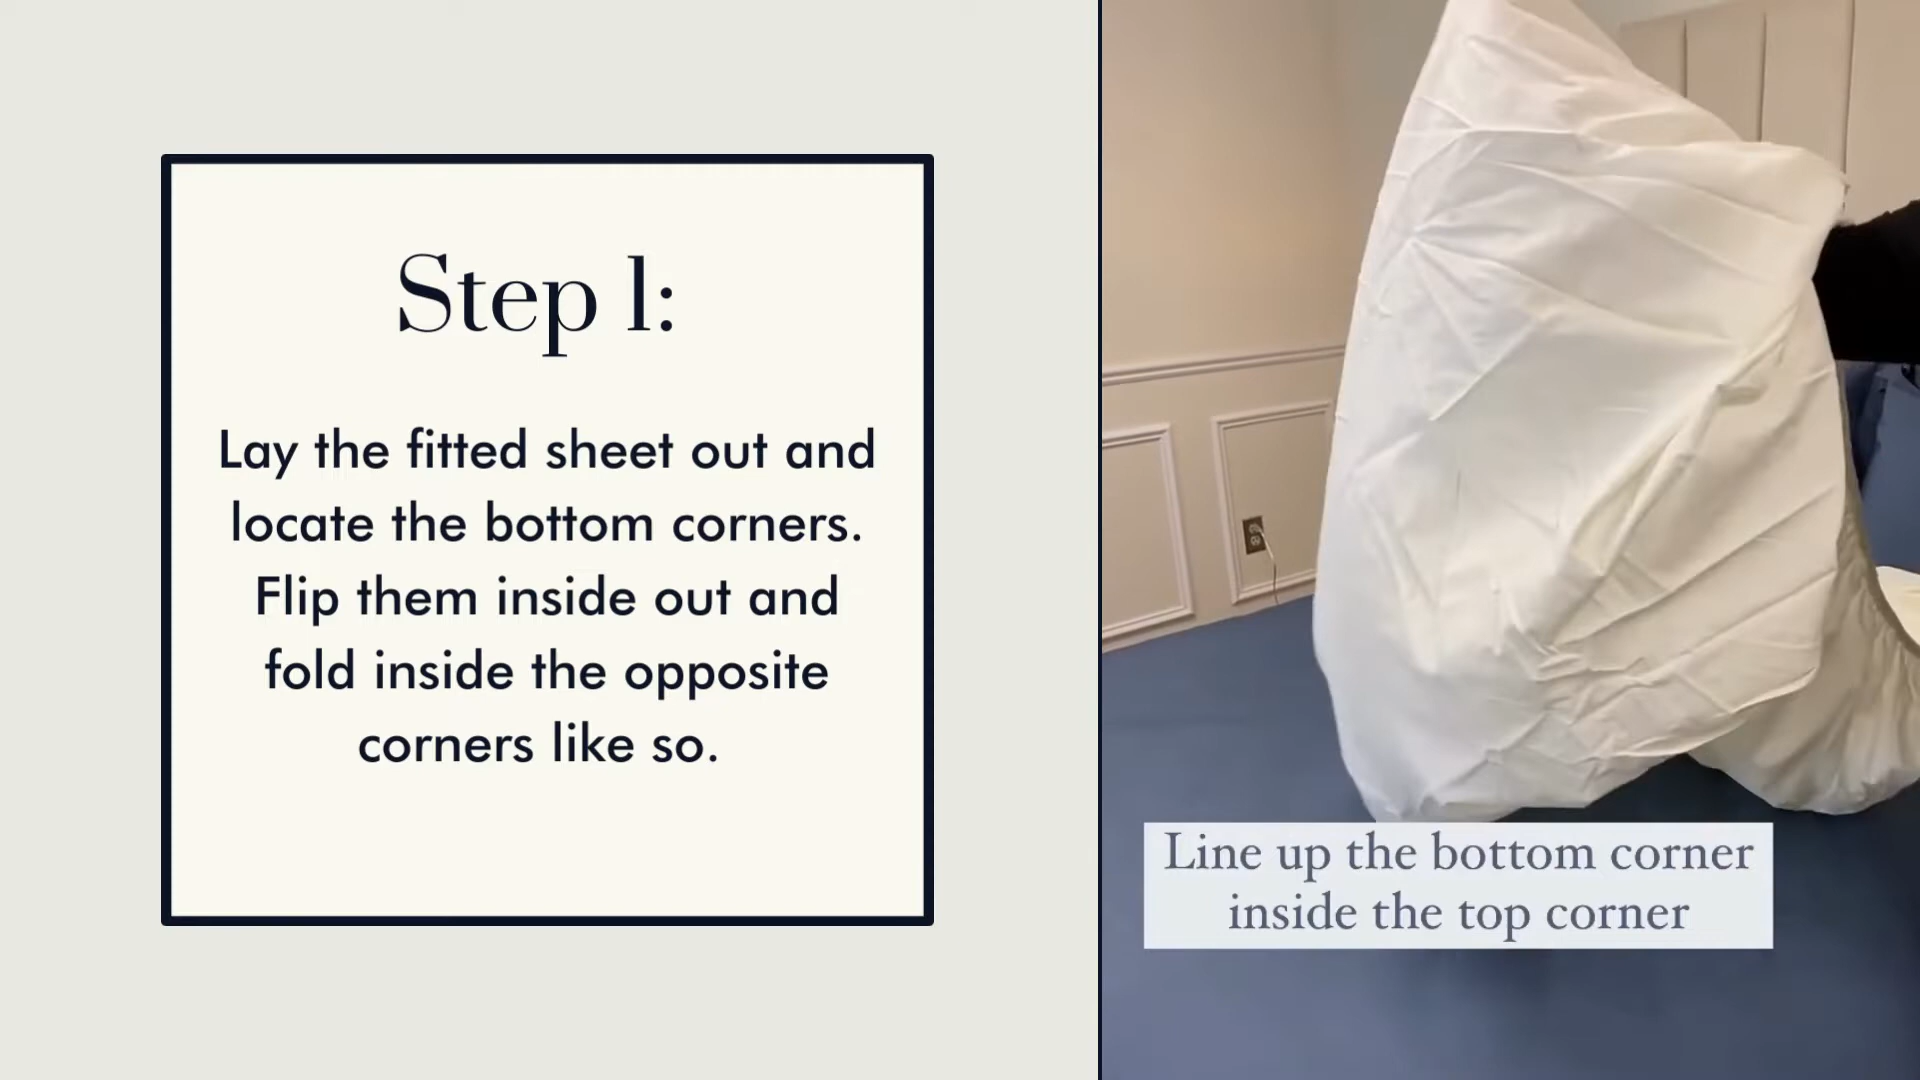 Step 1:
Lay the fitted sheet out and
locate the bottom corners.
Flip them inside out and
fold inside the opposite
corners like so.
Line up the bottom corner
inside the top corner